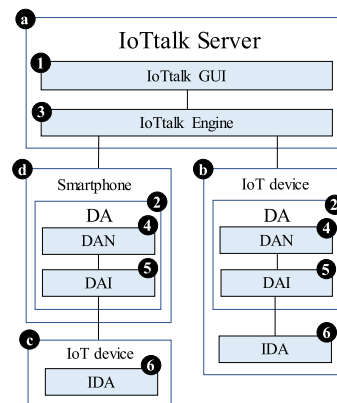 a
IoTtalk Server
1
IoTtalk GUI
3
IoTtalk Engine
d
Smartphone
2
DA
4
DAN
5
DAI
b
IoT device
2
DA
4
DAN
5
DAI
6
IDA
c
IoT device
6
IDA